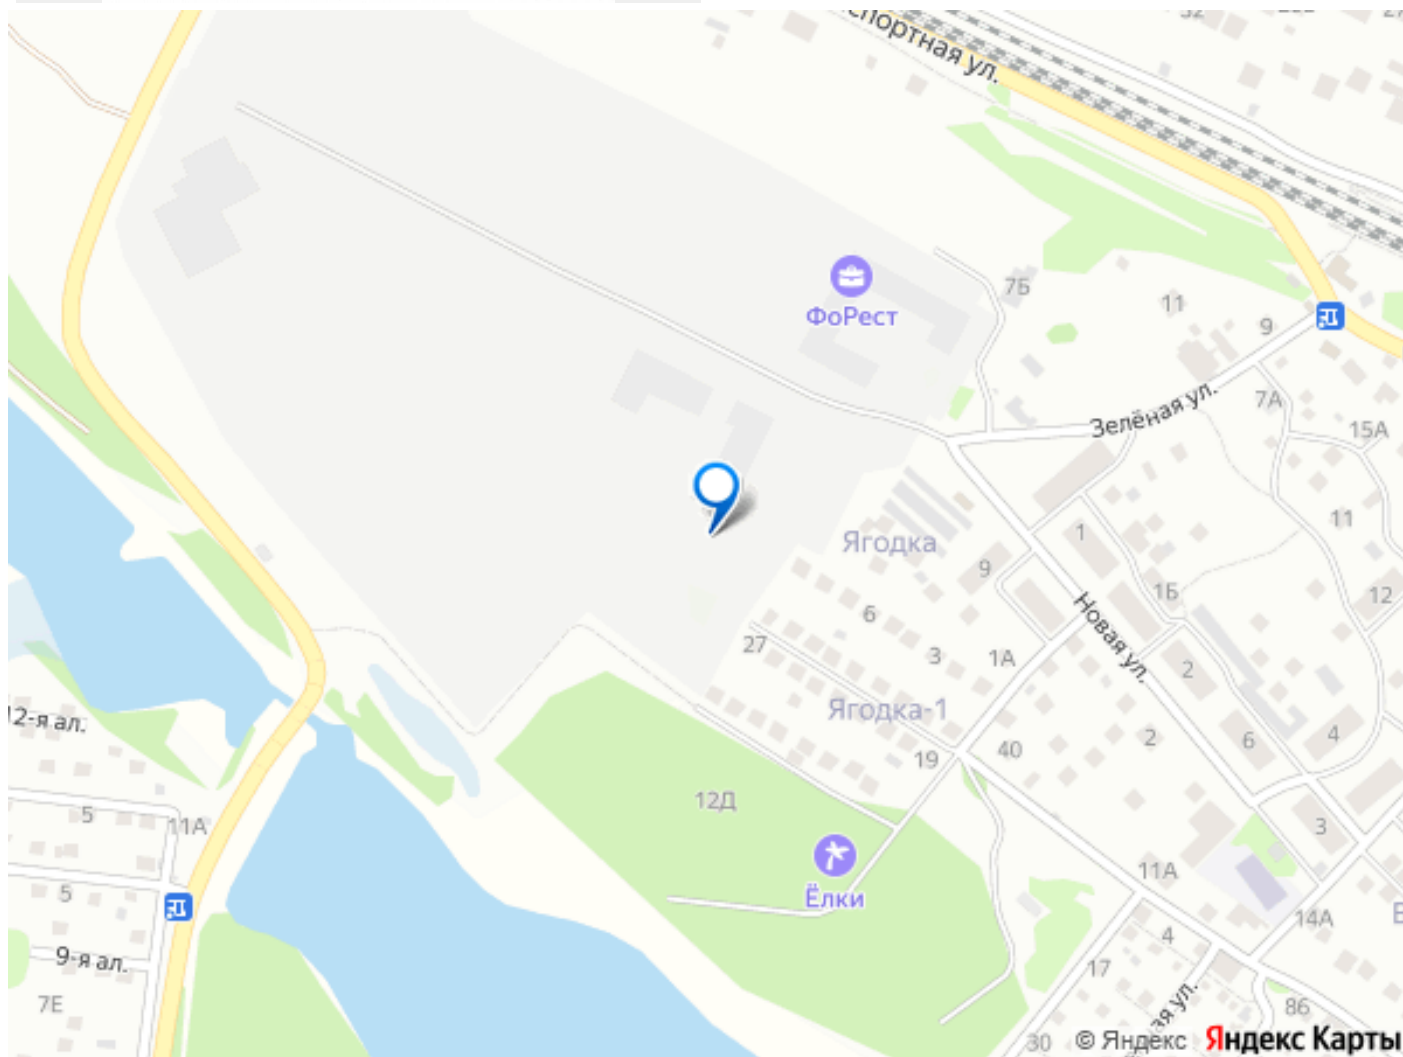 спортная ул.
ФоРест
7Б
11
9
Зелёная ул.
7А
15А
11
Ягодка
1
9
1Б
12
6
Новая ул.
27
3
1А
2
Ягодка-1
12-я ал.
2
6
4
40
19
12Д
5
11А
3
Ёлки
11А
5
14А
9-я ал.
4
17
7Е
8б
30
© Яндекс
Яндекс Карты